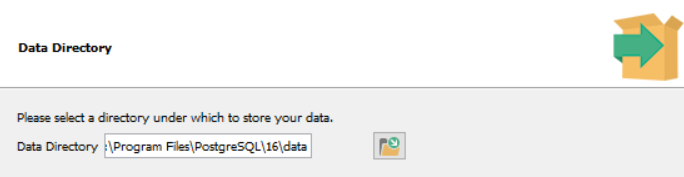 Data Directory
Please select a directory under which to store your data.
Data Directory :\Program Files\PostgreSQL\16\data